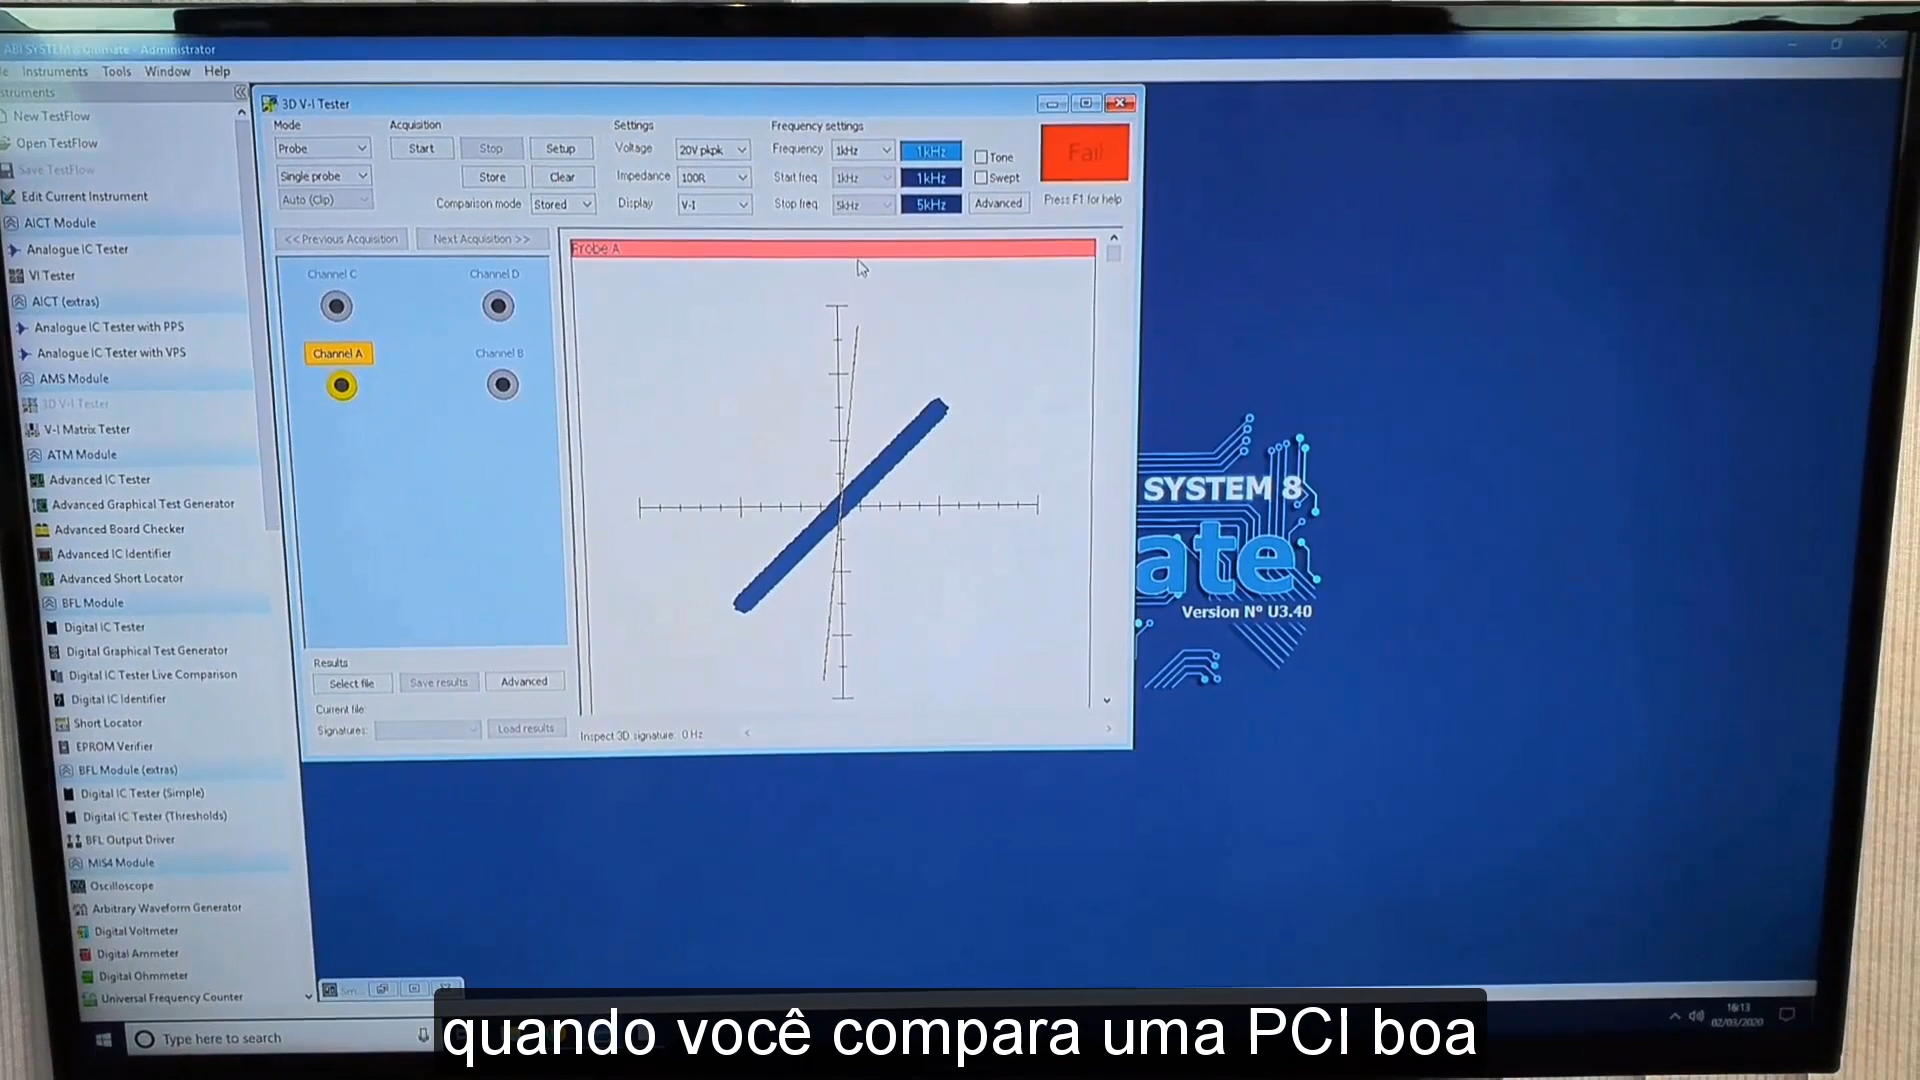 ABI SYSTEM 8 Ultimate - Administrator
Instruments Tools Window Help
New TestFlow
Open TestFlow
Save TestFlow
Edit Current Instrument
AICT Module
Analogue IC Tester
VI Tester
AICT (extras)
Analogue IC Tester with PPS
Analogue IC Tester with VPS
AMS Module
3D V-I Tester
V-I Matrix Tester
ATM Module
Advanced IC Tester
Advanced Graphical Test Generator
Advanced Board Checker
Advanced IC Identifier
Advanced Short Locator
BFL Module
Digital IC Tester
Digital Graphical Test Generator
Digital IC Tester Live Comparison
Digital IC Identifier
Short Locator
EPROM Verifier
BFL Module (extras)
Digital IC Tester (Simple)
Digital IC Tester (Thresholds)
BFL Output Driver
MIS4 Module
Oscilloscope
Arbitrary Waveform Generator
Digital Voltmeter
Digital Ammeter
Digital Ohmmeter
Universal Frequency Counter
3D V-I Tester
Mode Acquisition Settings Frequency settings
Probe Start Stop Setup Voltage 20V pkpk Frequency 1kHz 1kHz Tone Fail
Single probe Store Clear Impedance 100R Start freq 1kHz 1kHz Swept
Auto (Clip) Comparison mode Stored Display V-I Stop freq 5kHz 5kHz Advanced Press F1 for help
<< Previous Acquisition Next Acquisition >>
Probe A
Channel C Channel D
Channel A Channel B
Results
Select file Save results Advanced
Current file:
Signatures: Load results
Inspect 3D signature: 0 Hz
SYSTEM 8
ate
Version Nº U3.40
Type here to search
16:13
02/03/2020
quando você compara uma PCI boa